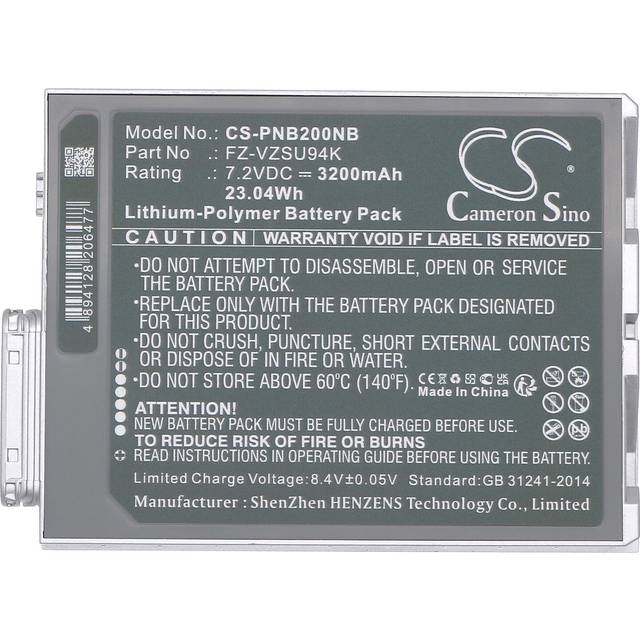 Model No.: CS-PNB200NB
Part No : FZ-VZSU94K
Rating : 7.2VDC ⎓ 3200mAh
23.04Wh
Lithium-Polymer Battery Pack
Cameron Sino
4 894128 206477
CAUTION WARRANTY VOID IF LABEL IS REMOVED
•DO NOT ATTEMPT TO DISASSEMBLE, OPEN OR SERVICE
THE BATTERY PACK.
•REPLACE ONLY WITH THE BATTERY PACK DESIGNATED
FOR THIS PRODUCT.
•DO NOT CRUSH, PUNCTURE, SHORT EXTERNAL CONTACTS
OR DISPOSE OF IN FIRE OR WATER.
•DO NOT STORE ABOVE 60°C (140°F).
Made In China
ATTENTION!
NEW BATTERY PACK MUST BE FULLY CHARGED BEFORE USE.
TO REDUCE RISK OF FIRE OR BURNS
READ INSTRUCTIONS IN OPERATING GUIDE BEFORE USING BATTERY
Limited Charge Voltage: 8.4V±0.05V Standard: GB 31241-2014
Manufacturer : ShenZhen HENZENS Technology Co., Limited